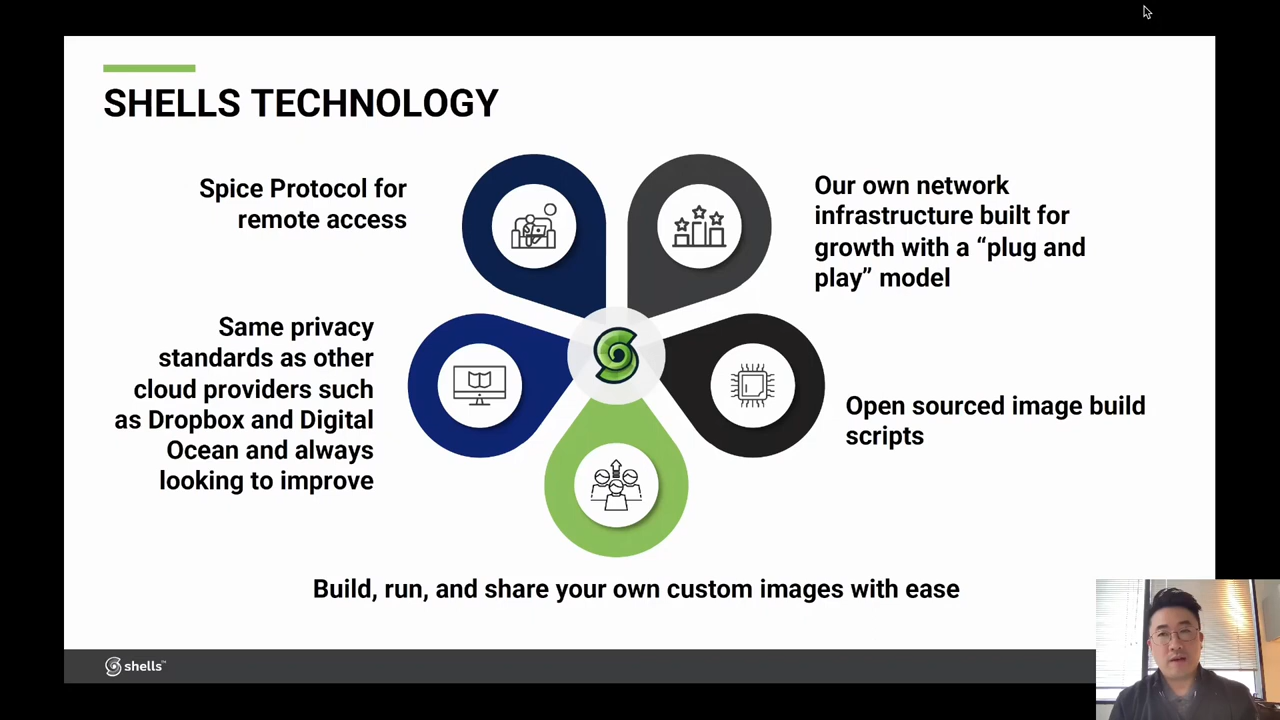 SHELLS TECHNOLOGY
Spice Protocol for
remote access
Our own network
infrastructure built for
growth with a “plug and
play” model
Same privacy
standards as other
cloud providers such
as Dropbox and Digital
Ocean and always
looking to improve
Open sourced image build
scripts
Build, run, and share your own custom images with ease
shells™